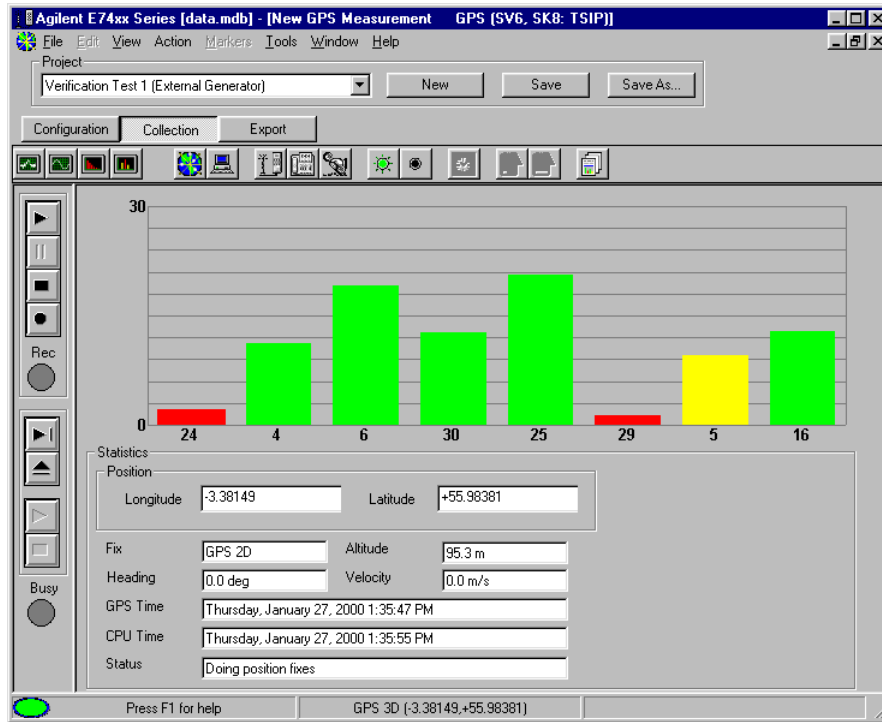 Agilent E74xx Series [data.mdb] - [New GPS Measurement GPS (SV6, SK8: TSIP)]
File Edit View Action Markers Tools Window Help
Project
Verification Test 1 (External Generator) New Save Save As...
Configuration Collection Export
30
0
24 4 6 30 25 29 5 16
Rec
Statistics
Position
Longitude -3.38149 Latitude +55.98381
Fix GPS 2D Altitude 95.3 m
Heading 0.0 deg Velocity 0.0 m/s
Busy
GPS Time Thursday, January 27, 2000 1:35:47 PM
CPU Time Thursday, January 27, 2000 1:35:55 PM
Status Doing position fixes
Press F1 for help GPS 3D (-3.38149,+55.98381)